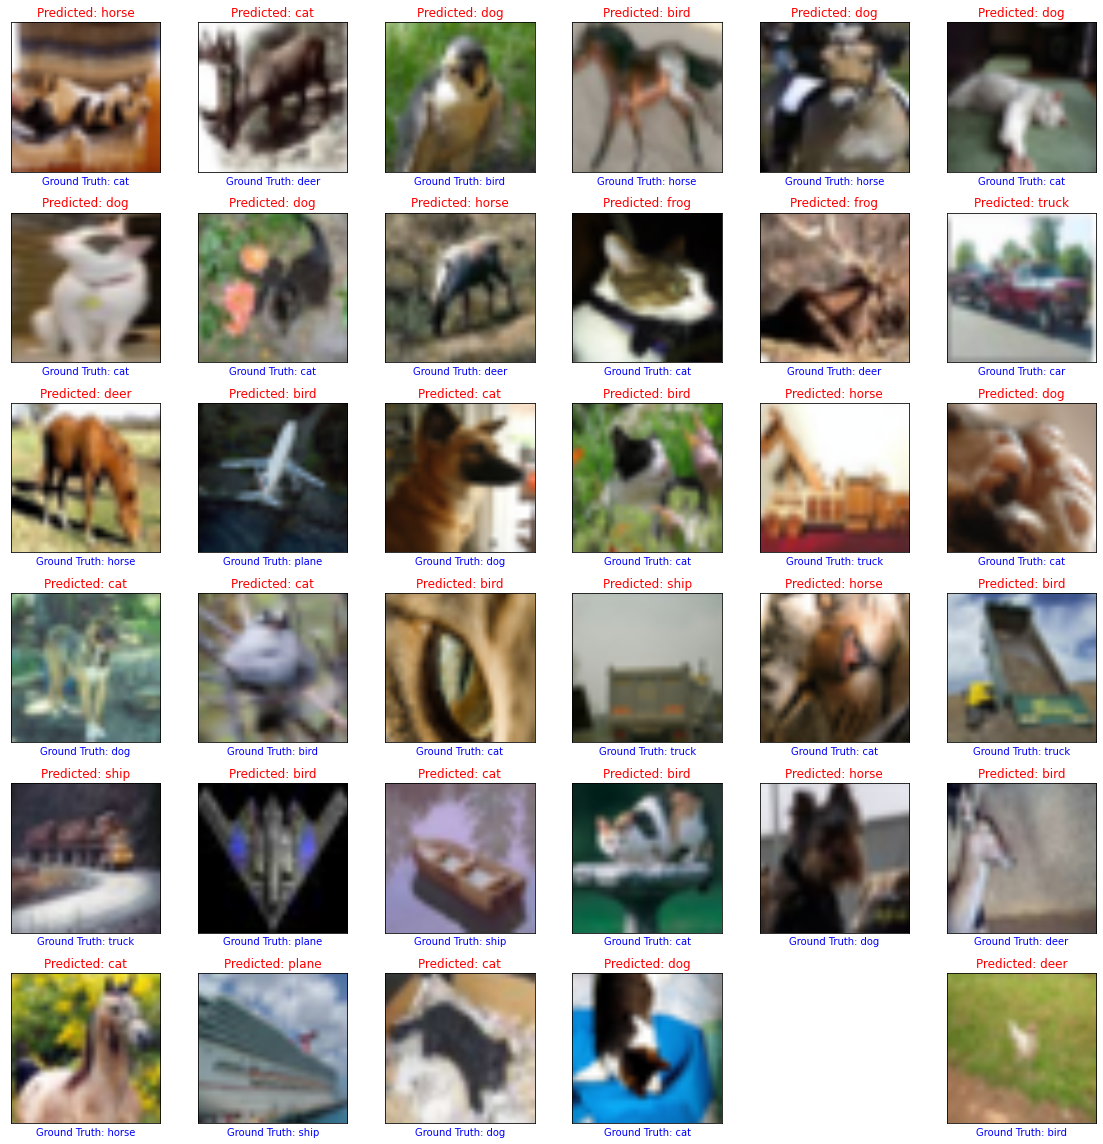 Predicted: horse Predicted: cat Predicted: dog Predicted: bird Predicted: dog Predicted: dog
Ground Truth: cat Ground Truth: deer Ground Truth: bird Ground Truth: horse Ground Truth: horse Ground Truth: cat
Predicted: dog Predicted: dog Predicted: horse Predicted: frog Predicted: frog Predicted: truck
Ground Truth: cat Ground Truth: cat Ground Truth: deer Ground Truth: cat Ground Truth: deer Ground Truth: car
Predicted: deer Predicted: bird Predicted: cat Predicted: bird Predicted: horse Predicted: dog
Ground Truth: horse Ground Truth: plane Ground Truth: dog Ground Truth: cat Ground Truth: truck Ground Truth: cat
Predicted: cat Predicted: cat Predicted: bird Predicted: ship Predicted: horse Predicted: bird
Ground Truth: dog Ground Truth: bird Ground Truth: cat Ground Truth: truck Ground Truth: cat Ground Truth: truck
Predicted: ship Predicted: bird Predicted: cat Predicted: bird Predicted: horse Predicted: bird
Ground Truth: truck Ground Truth: plane Ground Truth: ship Ground Truth: cat Ground Truth: dog Ground Truth: deer
Predicted: cat Predicted: plane Predicted: cat Predicted: dog Predicted: deer
Ground Truth: horse Ground Truth: ship Ground Truth: dog Ground Truth: cat Ground Truth: bird